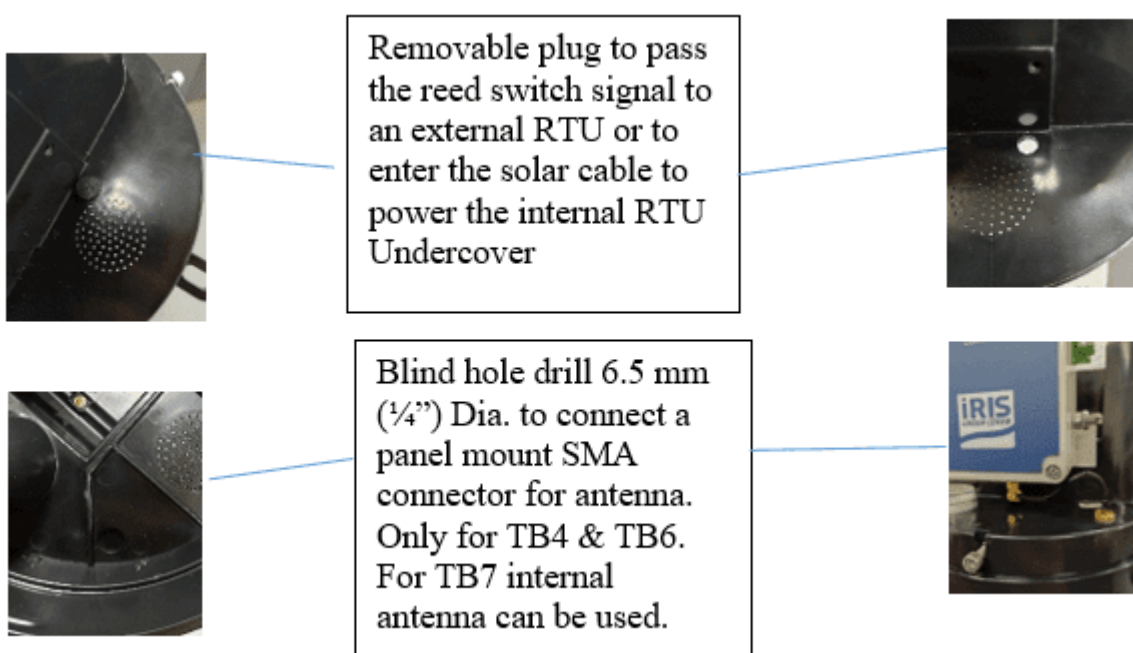 Removable plug to pass
the reed switch signal to
an external RTU or to
enter the solar cable to
power the internal RTU
Undercover
Blind hole drill 6.5 mm
(¼”) Dia. to connect a
panel mount SMA
connector for antenna.
Only for TB4 & TB6.
For TB7 internal
antenna can be used.
iRIS